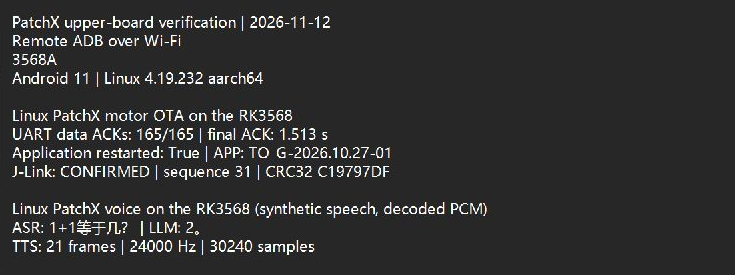 PatchX upper-board verification | 2026-11-12
Remote ADB over Wi-Fi
3568A
Android 11 | Linux 4.19.232 aarch64
Linux PatchX motor OTA on the RK3568
UART data ACKs: 165/165 | final ACK: 1.513 s
Application restarted: True | APP: TO_G-2026.10.27-01
J-Link: CONFIRMED | sequence 31 | CRC32 C19797DF
Linux PatchX voice on the RK3568 (synthetic speech, decoded PCM)
ASR: 1+1等于几? | LLM: 2。
TTS: 21 frames | 24000 Hz | 30240 samples